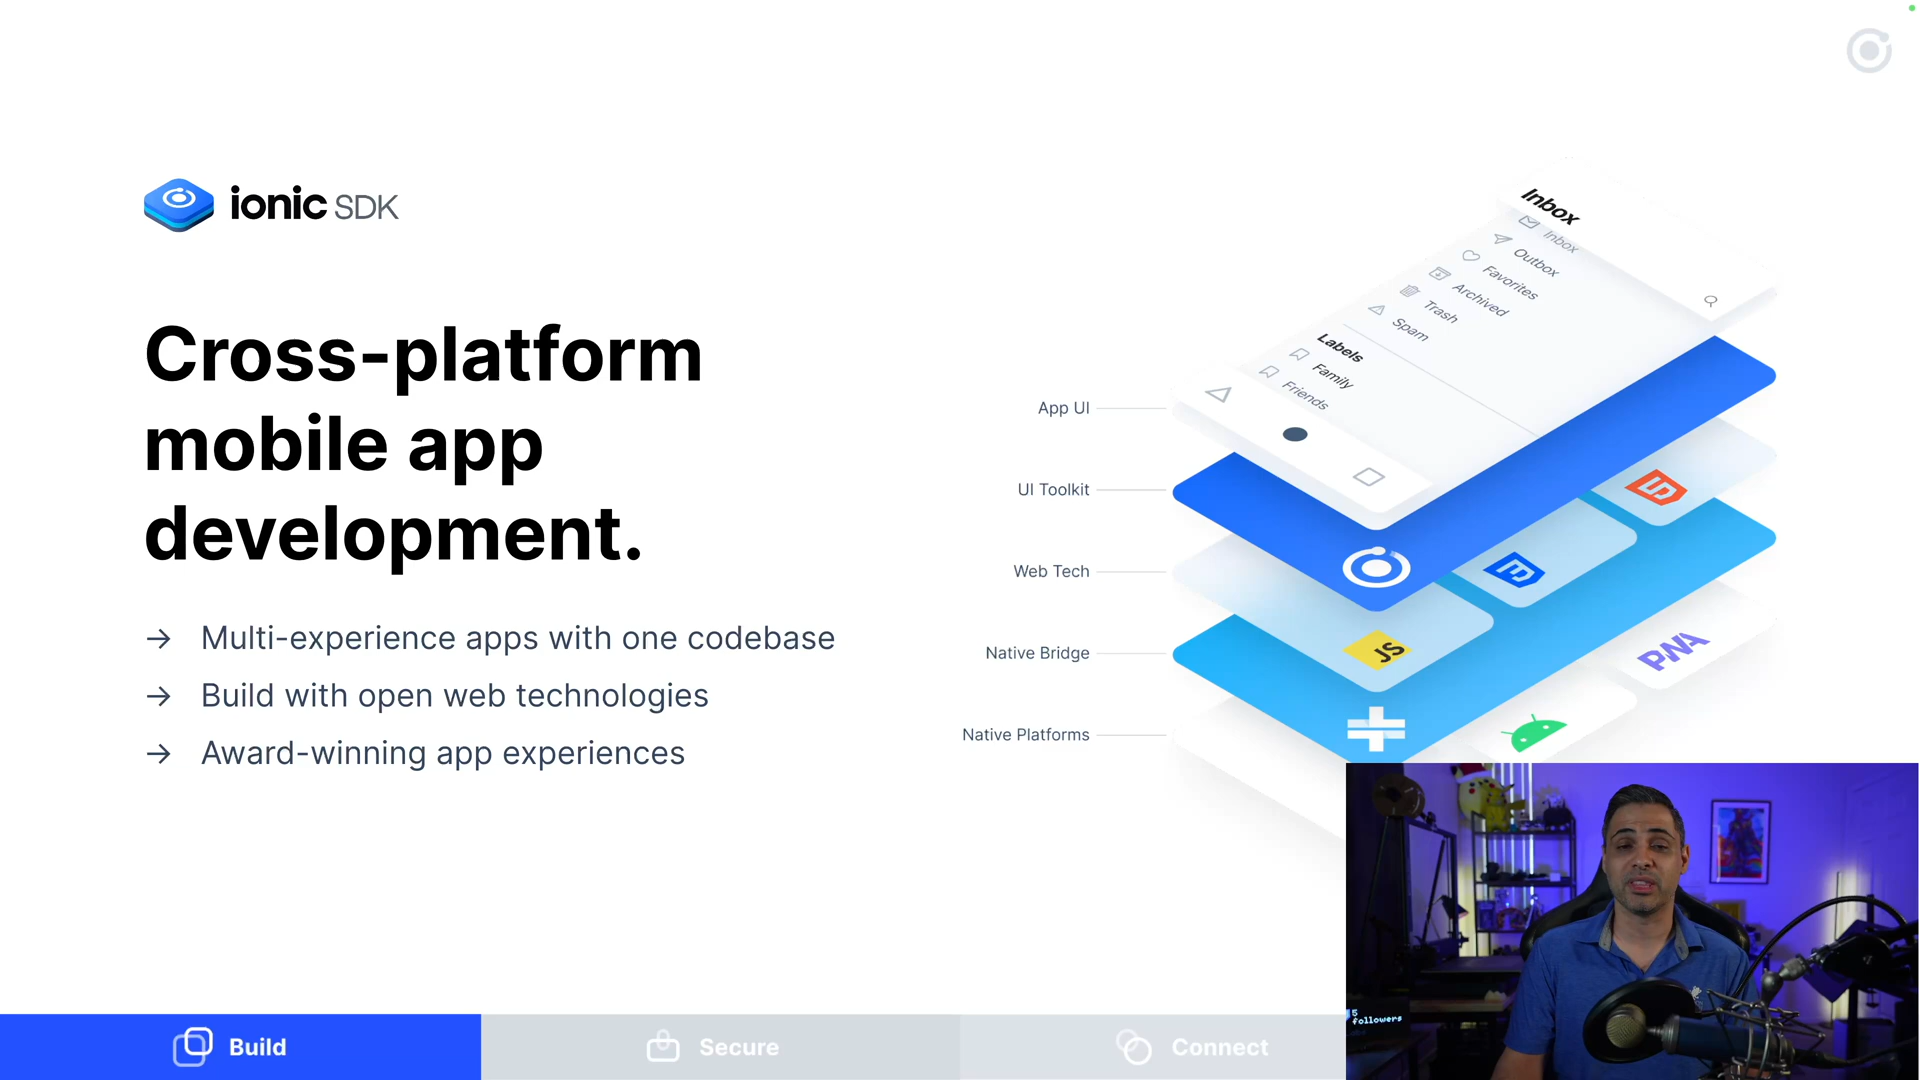 ionic SDK
Cross-platform
mobile app
development.
→ Multi-experience apps with one codebase
→ Build with open web technologies
→ Award-winning app experiences
App UI
UI Toolkit
Web Tech
Native Bridge
Native Platforms
Inbox
Inbox
Outbox
Favorites
Archived
Trash
Spam
Labels
Family
Friends
JS
PWA
Build
Secure
Connect
5
followers